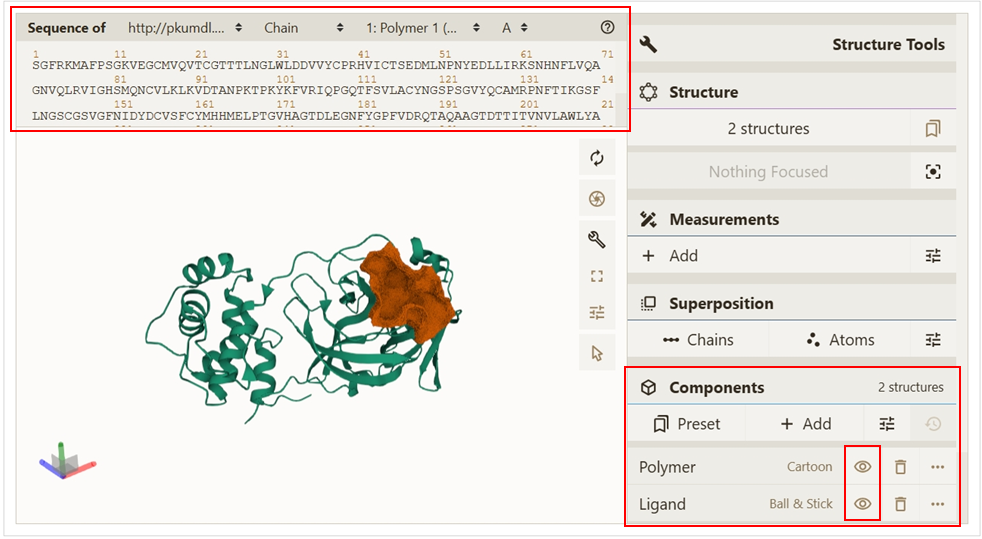 Sequence of http://pkumdl.... Chain 1: Polymer 1 (... A
1 11 21 31 41 51 61 71
SGFRKMAFPSGKVEGCMVQVTCGTTTLNGLWLDDVVYCPRHVICTSEDMLNPNYEDLLIRKSNHNFLVQA
81 91 101 111 121 131 14
GNVQLRVIGHSMQNCVLKLKVDTANPKTPKYKFVRIQPGQTFSVLACYNGSPSGVYQCAMRPNFTIKGSF
151 161 171 181 191 201 21
LNGSCGSVGFNIDYDCVSFCYMHHMELPTGVHAGTDLEGNFYGPFVDRQTAQAAGTDTTITVNVLAWLYA
Structure Tools
Structure
2 structures
Nothing Focused
Measurements
+ Add
Superposition
Chains Atoms
Components 2 structures
Preset + Add
Polymer Cartoon
Ligand Ball & Stick